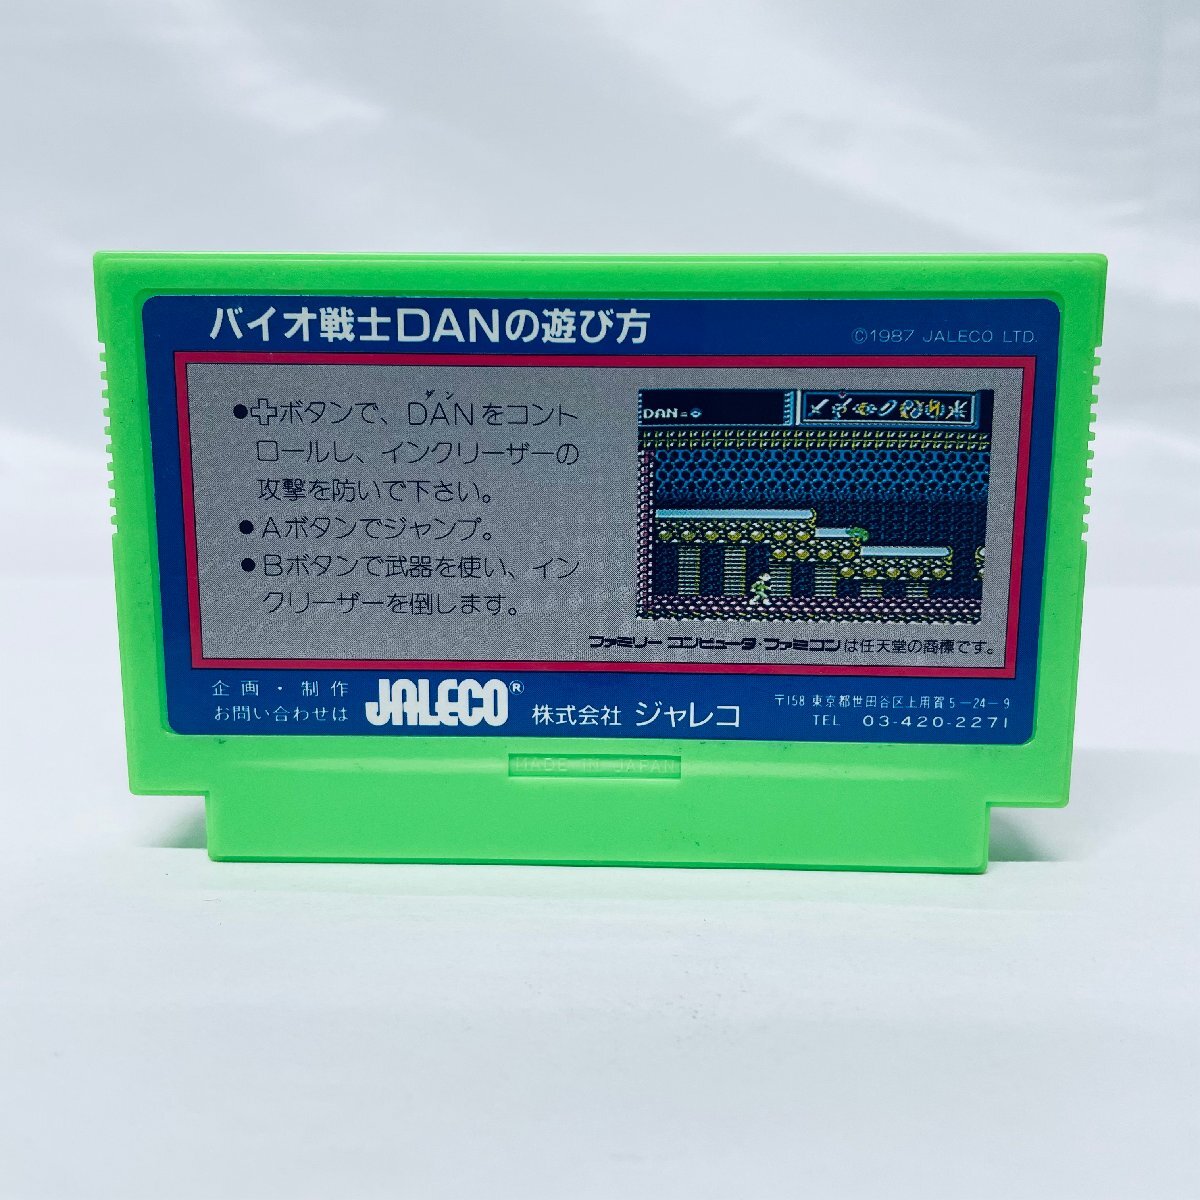 バイオ戦士DANの遊び方
©1987 JALECO LTD.
ダン
●✚ボタンで、DANをコント
ロールし、インクリーザーの
攻撃を防いで下さい。
●Aボタンでジャンプ。
●Bボタンで武器を使い、イン
クリーザーを倒します。
DAN=
ファミリー コンピュータ・ファミコンは任天堂の商標です。
企画・制作
お問い合わせは
JALECO®
株式会社 ジャレコ
〒158 東京都世田谷区上用賀5-24-9
TEL 03-420-2271
MADE IN JAPAN